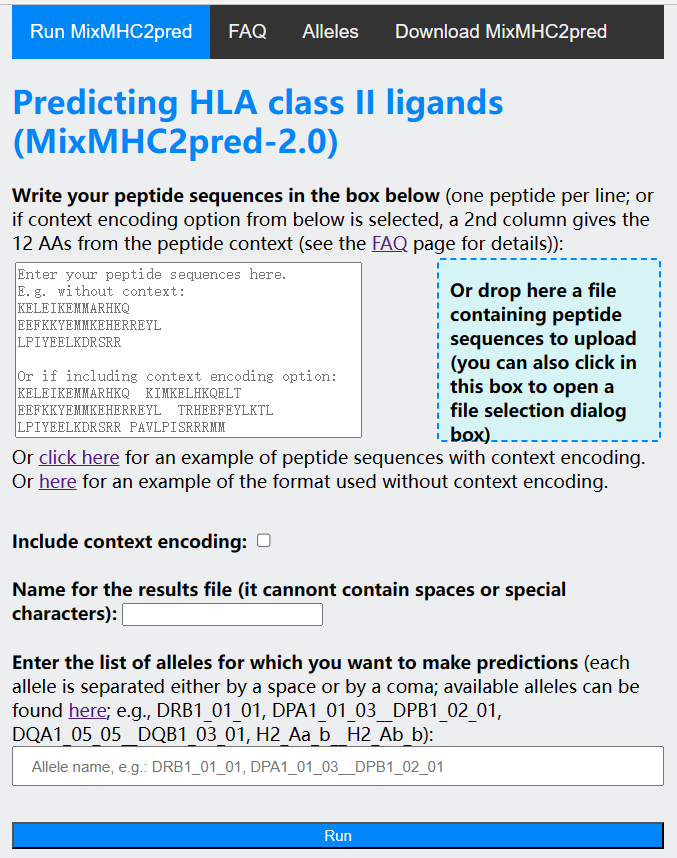 Run MixMHC2pred FAQ Alleles Download MixMHC2pred
Predicting HLA class II ligands
(MixMHC2pred-2.0)
Write your peptide sequences in the box below (one peptide per line; or
if context encoding option from below is selected, a 2nd column gives the
12 AAs from the peptide context (see the FAQ page for details)):
Enter your peptide sequences here.
E.g. without context:
KELEIKEMMARHKQ
EEFKKYEMMKEHERREYL
LPIYEELKDRSRR
Or if including context encoding option:
KELEIKEMMARHKQ KIMKELHKQELT
EEFKKYEMMKEHERREYL TRHEEFEYLKTL
LPIYEELKDRSRR PAVLPISRRRMM
Or drop here a file
containing peptide
sequences to upload
(you can also click in
this box to open a
file selection dialog
box)
Or click here for an example of peptide sequences with context encoding.
Or here for an example of the format used without context encoding.
Include context encoding:
Name for the results file (it cannont contain spaces or special
characters):
Enter the list of alleles for which you want to make predictions (each
allele is separated either by a space or by a coma; available alleles can be
found here; e.g., DRB1_01_01, DPA1_01_03__DPB1_02_01,
DQA1_05_05__DQB1_03_01, H2_Aa_b__H2_Ab_b):
Allele name, e.g.: DRB1_01_01, DPA1_01_03__DPB1_02_01
Run